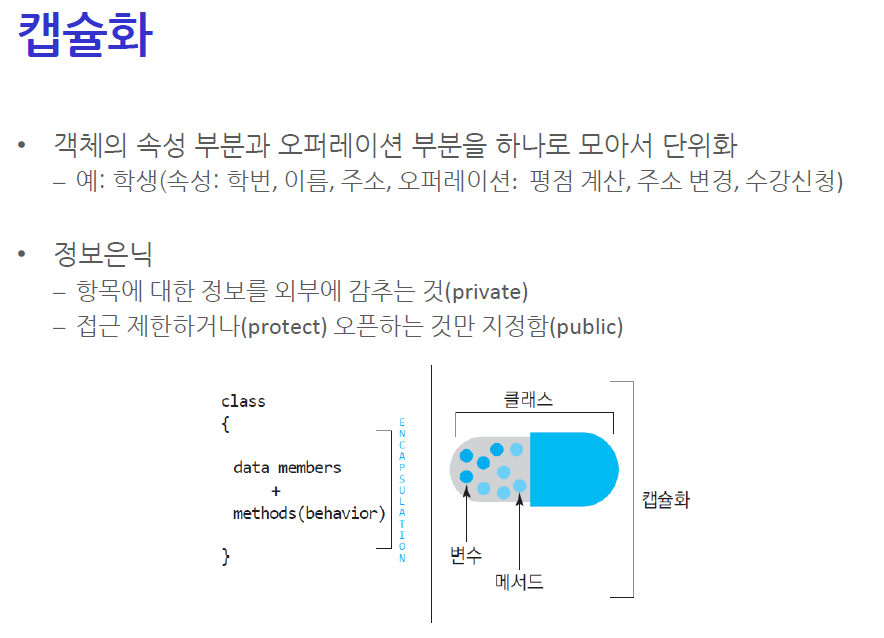 캡슐화
• 객체의 속성 부분과 오퍼레이션 부분을 하나로 모아서 단위화
– 예: 학생(속성: 학번, 이름, 주소, 오퍼레이션: 평점 계산, 주소 변경, 수강신청)
• 정보은닉
– 항목에 대한 정보를 외부에 감추는 것(private)
– 접근 제한하거나(protect) 오픈하는 것만 지정함(public)
class
{
data members
+
methods(behavior)
}
ENCAPSULATION
클래스
변수
메서드
캡슐화